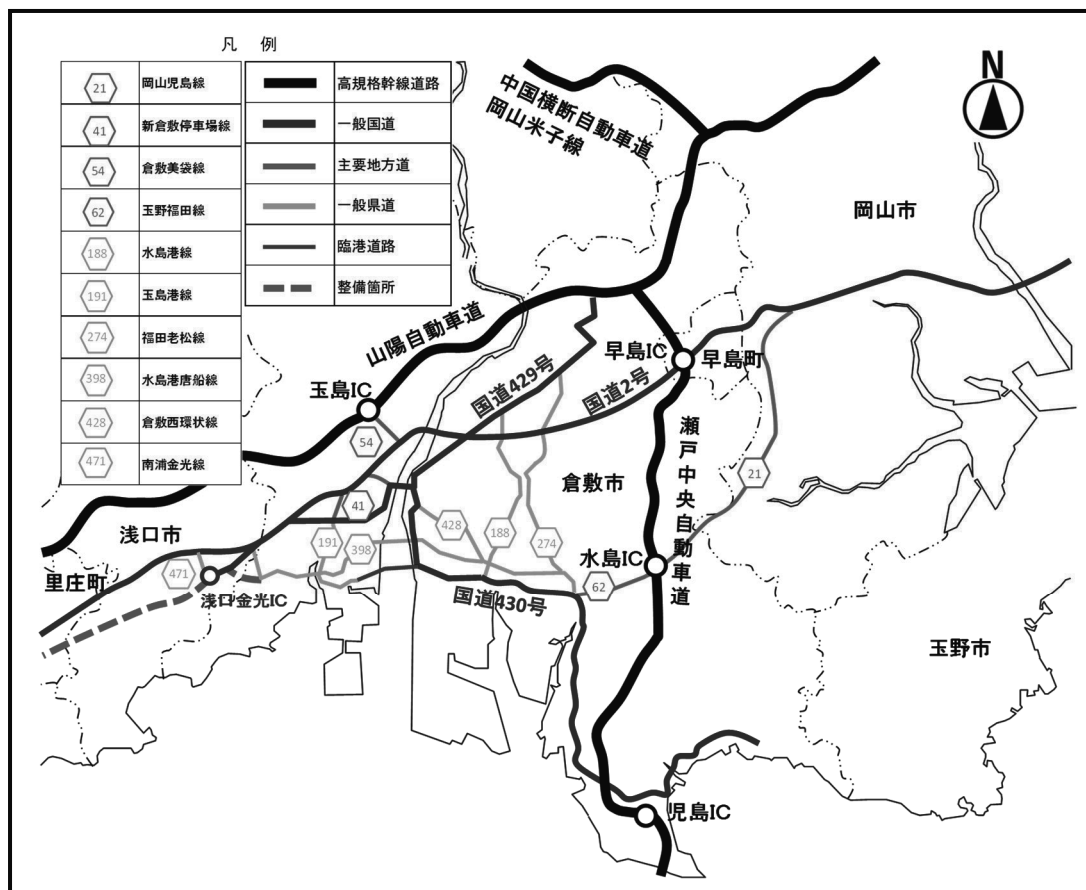 凡 例
21 岡山児島線
41 新倉敷停車場線
54 倉敷美袋線
62 玉野福田線
188 水島港線
191 玉島港線
274 福田老松線
398 水島港唐船線
428 倉敷西環状線
471 南浦金光線
高規格幹線道路
一般国道
主要地方道
一般県道
臨港道路
整備箇所
N
中国横断自動車道
岡山米子線
岡山市
山陽自動車道
早島IC
早島町
国道429号
国道2号
玉島IC
54
瀬戸中央自動車道
21
倉敷市
41
428
188
274
191
398
浅口市
水島IC
里庄町
471
浅口金光IC
62
国道430号
玉野市
児島IC